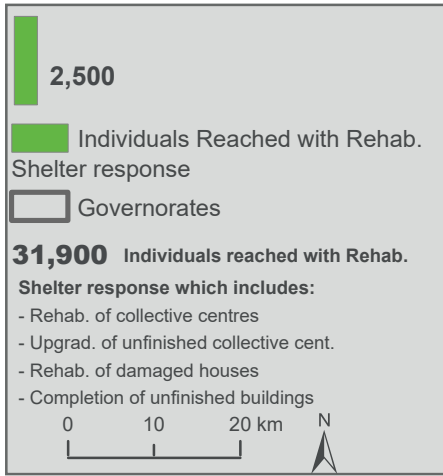 2,500
Individuals Reached with Rehab.
Shelter response
Governorates
31,900 Individuals reached with Rehab.
Shelter response which includes:
- Rehab. of collective centres
- Upgrad. of unfinished collective cent.
- Rehab. of damaged houses
- Completion of unfinished buildings
0 10 20 km N